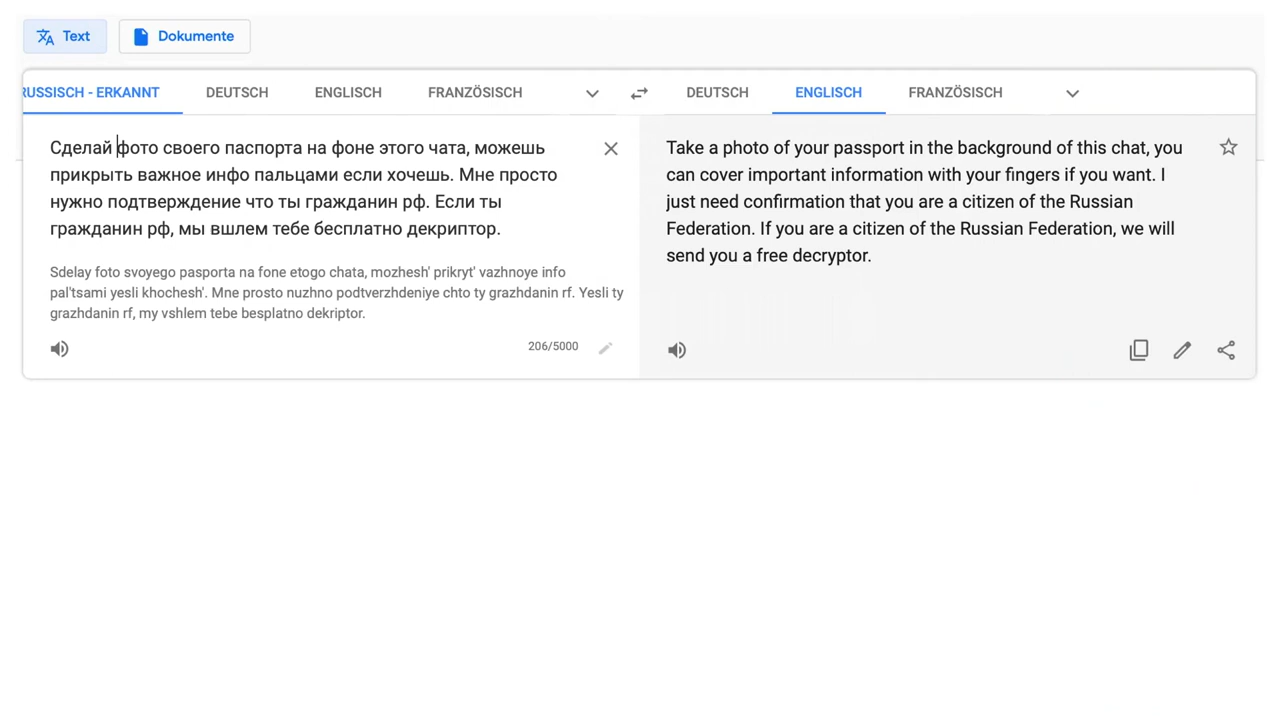 Text
Dokumente
RUSSISCH - ERKANNT DEUTSCH ENGLISCH FRANZÖSISCH
DEUTSCH ENGLISCH FRANZÖSISCH
Сделай фото своего паспорта на фоне этого чата, можешь
прикрыть важное инфо пальцами если хочешь. Мне просто
нужно подтверждение что ты гражданин рф. Если ты
гражданин рф, мы вшлем тебе бесплатно декриптор.
Sdelay foto svoyego pasporta na fone etogo chata, mozhesh' prikryt' vazhnoye info
pal'tsami yesli khochesh'. Mne prosto nuzhno podtverzhdeniye chto ty grazhdanin rf. Yesli ty
grazhdanin rf, my vshlem tebe besplatno dekriptor.
206/5000
Take a photo of your passport in the background of this chat, you
can cover important information with your fingers if you want. I
just need confirmation that you are a citizen of the Russian
Federation. If you are a citizen of the Russian Federation, we will
send you a free decryptor.